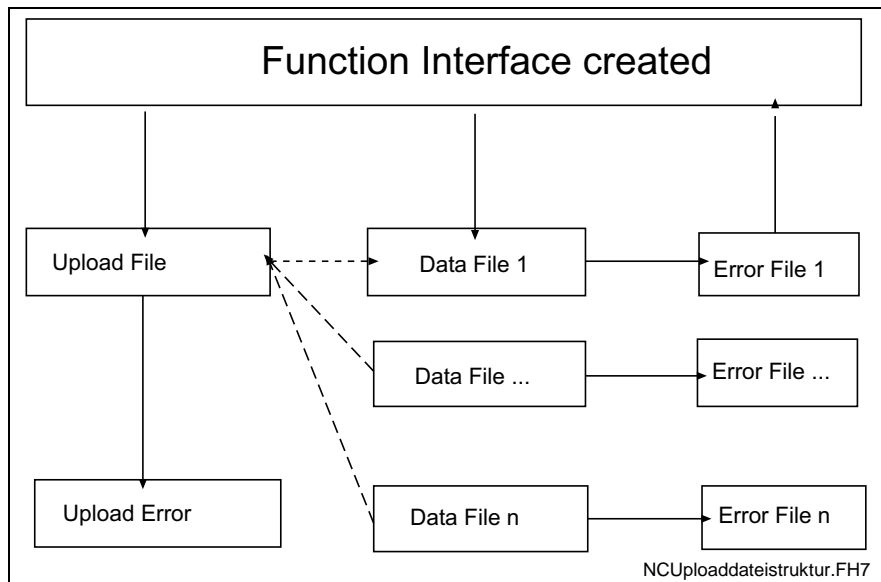 Function Interface created
Upload File
Data File 1
Error File 1
Data File ...
Error File ...
Upload Error
Data File n
Error File n
NCUploaddateistruktur.FH7